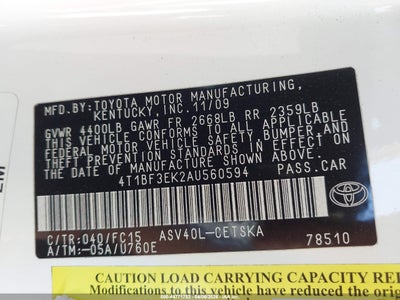 MFD.BY: TOYOTA MOTOR MANUFACTURING,
KENTUCKY, INC. 11/09
GVWR 4400LB GAWR FR 2668LB RR 2359LB
THIS VEHICLE CONFORMS TO ALL APPLICABLE
FEDERAL MOTOR VEHICLE SAFETY, BUMPER AND
THEFT PREVENTION STANDARDS IN EFFECT ON
THE DATE OF MANUFACTURE SHOWN ABOVE.
4T1BF3EK2AU560594 PASS.CAR
TOYOTA
C/TR:040/FC15 ASV40L-CETSKA
A/TM:-05A/U760E 78510
CAUTION LOAD CARRYING CAPACITY